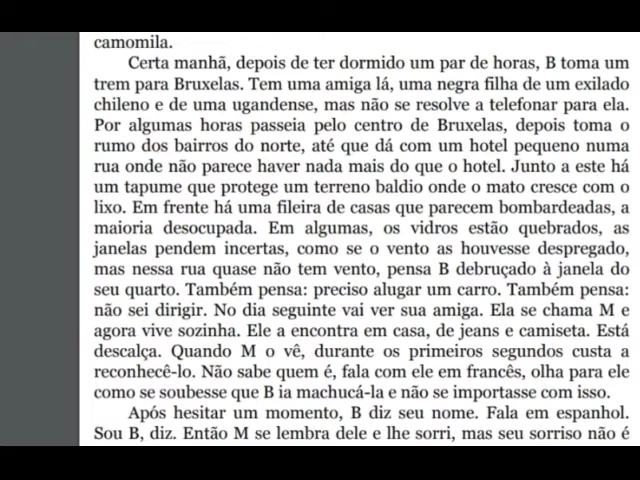 camomila.
Certa manhã, depois de ter dormido um par de horas, B toma um
trem para Bruxelas. Tem uma amiga lá, uma negra filha de um exilado
chileno e de uma ugandense, mas não se resolve a telefonar para ela.
Por algumas horas passeia pelo centro de Bruxelas, depois toma o
rumo dos bairros do norte, até que dá com um hotel pequeno numa
rua onde não parece haver nada mais do que o hotel. Junto a este há
um tapume que protege um terreno baldio onde o mato cresce com o
lixo. Em frente há uma fileira de casas que parecem bombardeadas, a
maioria desocupada. Em algumas, os vidros estão quebrados, as
janelas pendem incertas, como se o vento as houvesse despregado,
mas nessa rua quase não tem vento, pensa B debruçado à janela do
seu quarto. Também pensa: preciso alugar um carro. Também pensa:
não sei dirigir. No dia seguinte vai ver sua amiga. Ela se chama M e
agora vive sozinha. Ele a encontra em casa, de jeans e camiseta. Está
descalça. Quando M o vê, durante os primeiros segundos custa a
reconhecê-lo. Não sabe quem é, fala com ele em francês, olha para ele
como se soubesse que B ia machucá-la e não se importasse com isso.
Após hesitar um momento, B diz seu nome. Fala em espanhol.
Sou B, diz. Então M se lembra dele e lhe sorri, mas seu sorriso não é